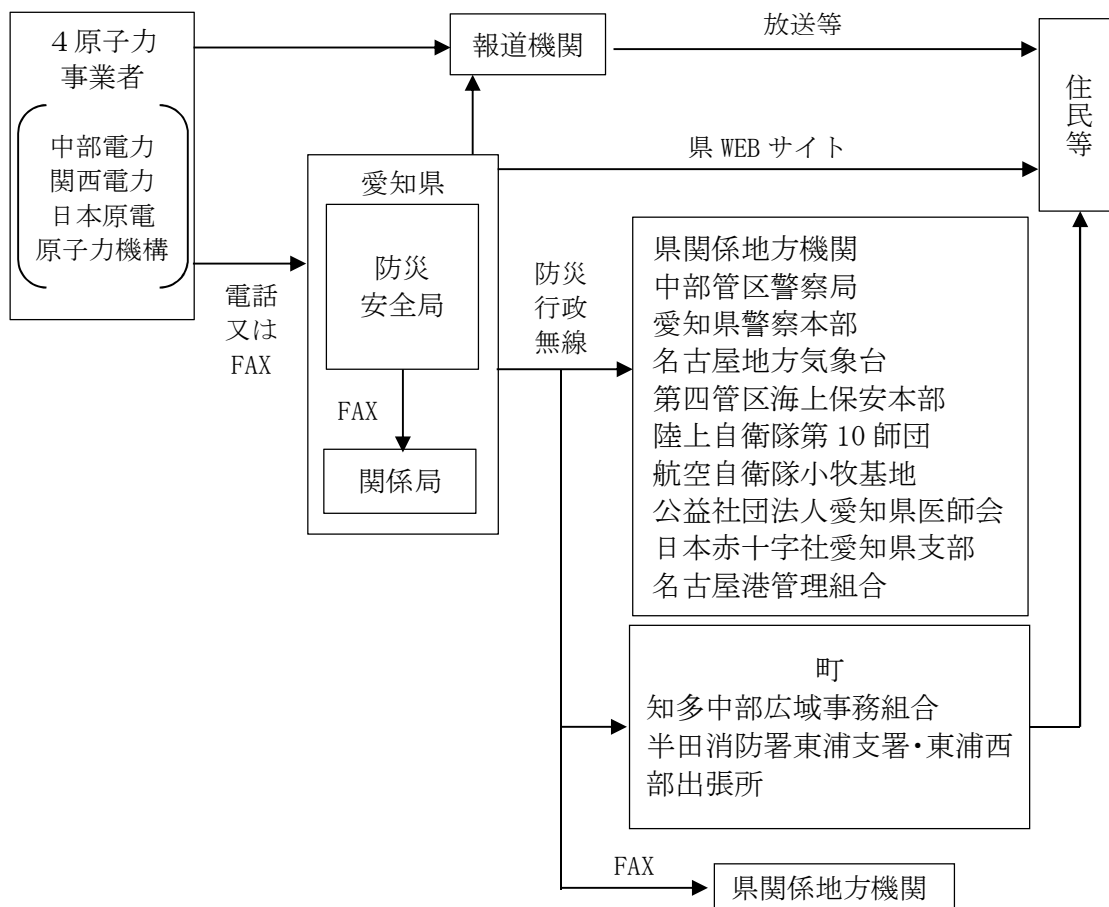 ４原子力
事業者
中部電力
関西電力
日本原電
原子力機構
報道機関
放送等
住民等
県 WEB サイト
電話
又は
FAX
愛知県
防災
安全局
FAX
関係局
防災
行政
無線
県関係地方機関
中部管区警察局
愛知県警察本部
名古屋地方気象台
第四管区海上保安本部
陸上自衛隊第 10 師団
航空自衛隊小牧基地
公益社団法人愛知県医師会
日本赤十字社愛知県支部
名古屋港管理組合
町
知多中部広域事務組合
半田消防署東浦支署・東浦西
部出張所
FAX
県関係地方機関